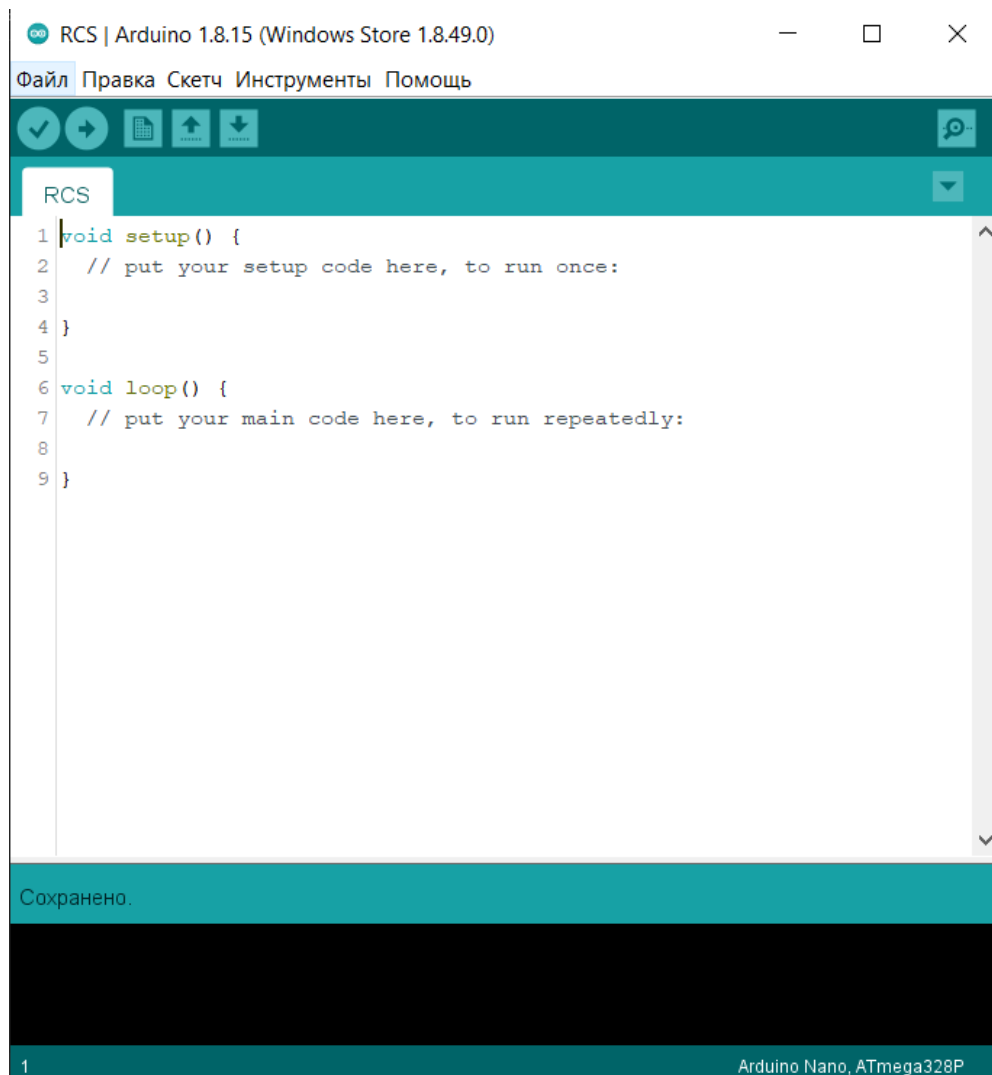 RCS | Arduino 1.8.15 (Windows Store 1.8.49.0)
Файл Правка Скетч Инструменты Помощь
RCS
1 void setup() {
2   // put your setup code here, to run once:
3
4 }
5
6 void loop() {
7   // put your main code here, to run repeatedly:
8
9 }
Сохранено.
1 Arduino Nano, ATmega328P